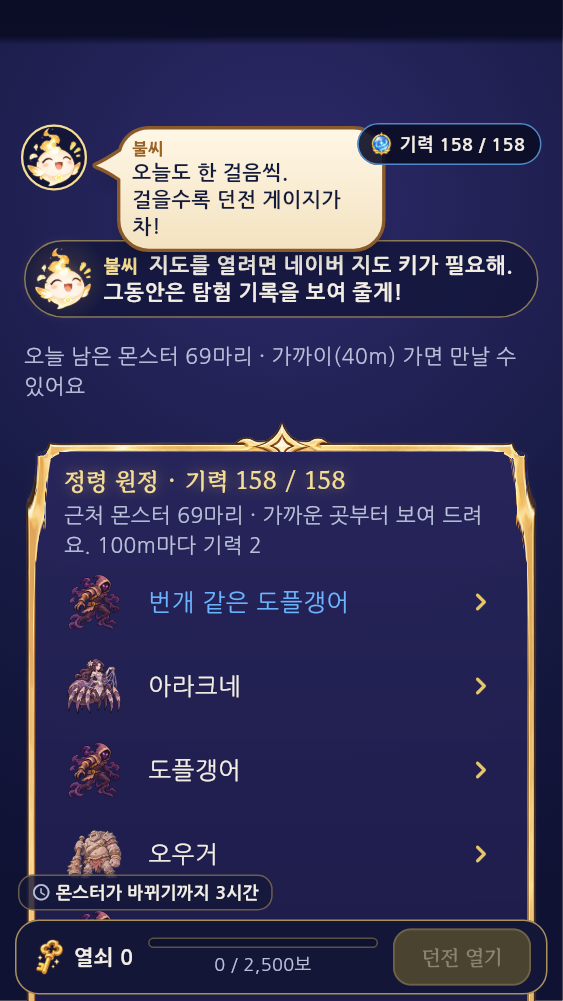 불씨
오늘도 한 걸음씩.
걸을수록 던전 게이지가
차!
기력 158 / 158
불씨 지도를 열려면 네이버 지도 키가 필요해.
그동안은 탐험 기록을 보여 줄게!
오늘 남은 몬스터 69마리 · 가까이(40m) 가면 만날 수
있어요
정령 원정 · 기력 158 / 158
근처 몬스터 69마리 · 가까운 곳부터 보여 드려
요. 100m마다 기력 2
번개 같은 도플갱어
아라크네
도플갱어
오우거
몬스터가 바뀌기까지 3시간
열쇠 0
0 / 2,500보
던전 열기